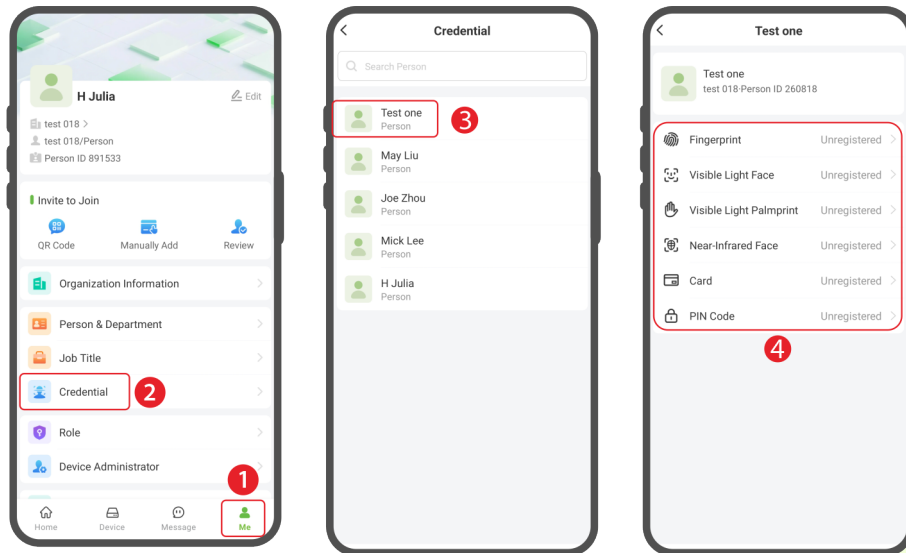 H Julia
Edit
test 018 >
test 018/Person
Person ID 891533
Invite to Join
QR Code
Manually Add
Review
Organization Information
Person & Department
Job Title
Credential
2
Role
Device Administrator
1
Home
Device
Message
Me
Credential
Search Person
Test one
Person
3
May Liu
Person
Joe Zhou
Person
Mick Lee
Person
H Julia
Person
Test one
Test one
test 018·Person ID 260818
Fingerprint Unregistered
Visible Light Face Unregistered
Visible Light Palmprint Unregistered
Near-Infrared Face Unregistered
Card Unregistered
PIN Code Unregistered
4